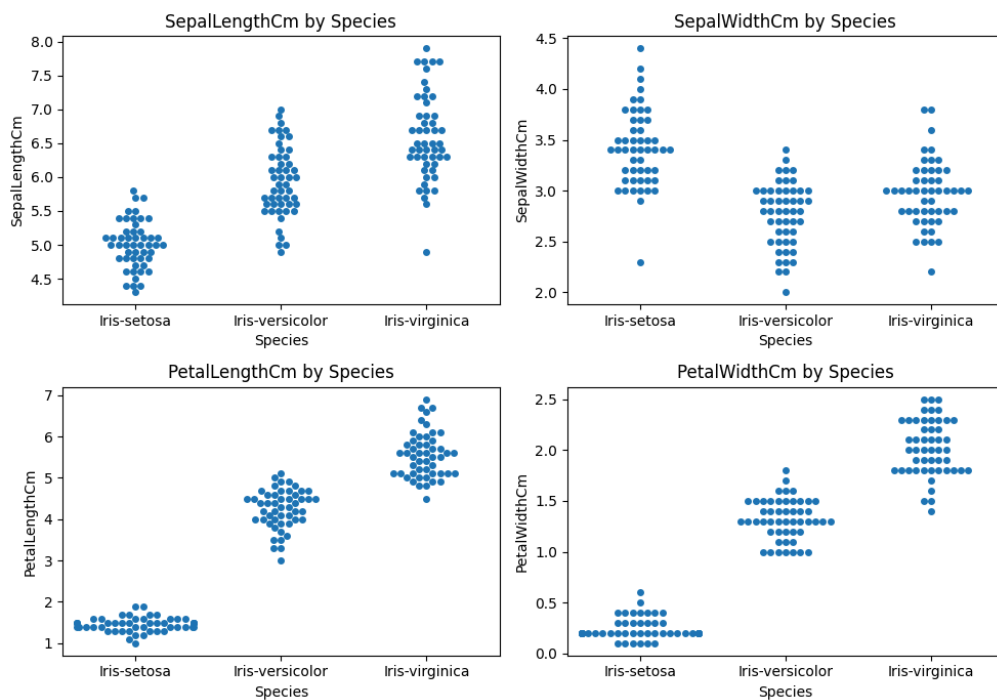 SepalLengthCm by Species
SepalLengthCm
8.0
7.5
7.0
6.5
6.0
5.5
5.0
4.5
Iris-setosa Iris-versicolor Iris-virginica
Species
SepalWidthCm by Species
SepalWidthCm
4.5
4.0
3.5
3.0
2.5
2.0
Iris-setosa Iris-versicolor Iris-virginica
Species
PetalLengthCm by Species
PetalLengthCm
7
6
5
4
3
2
1
Iris-setosa Iris-versicolor Iris-virginica
Species
PetalWidthCm by Species
PetalWidthCm
2.5
2.0
1.5
1.0
0.5
0.0
Iris-setosa Iris-versicolor Iris-virginica
Species